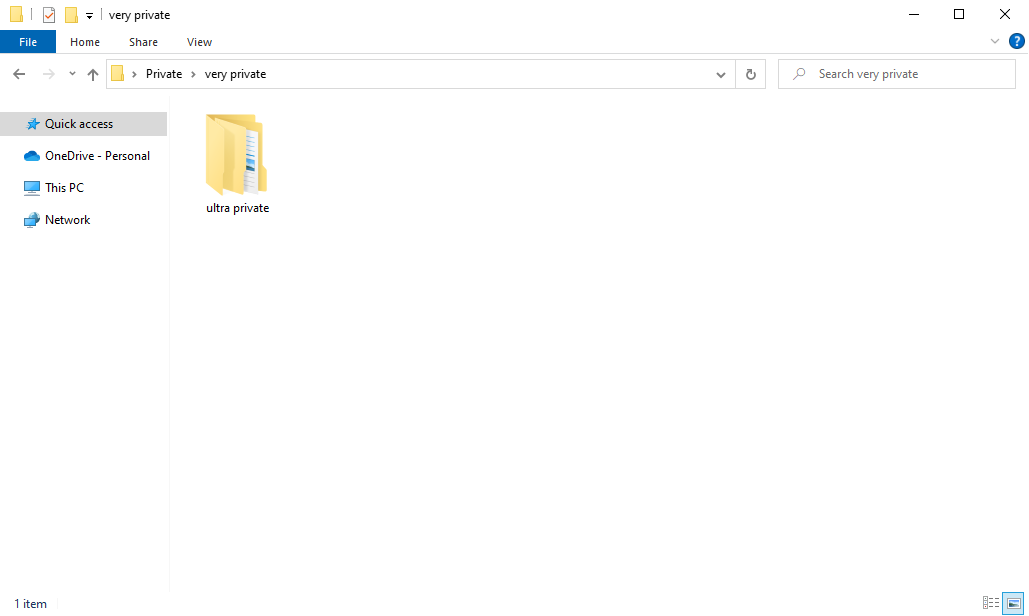 very private
File Home Share View
?
Private very private
Search very private
Quick access
OneDrive - Personal
This PC
Network
ultra private
1 item